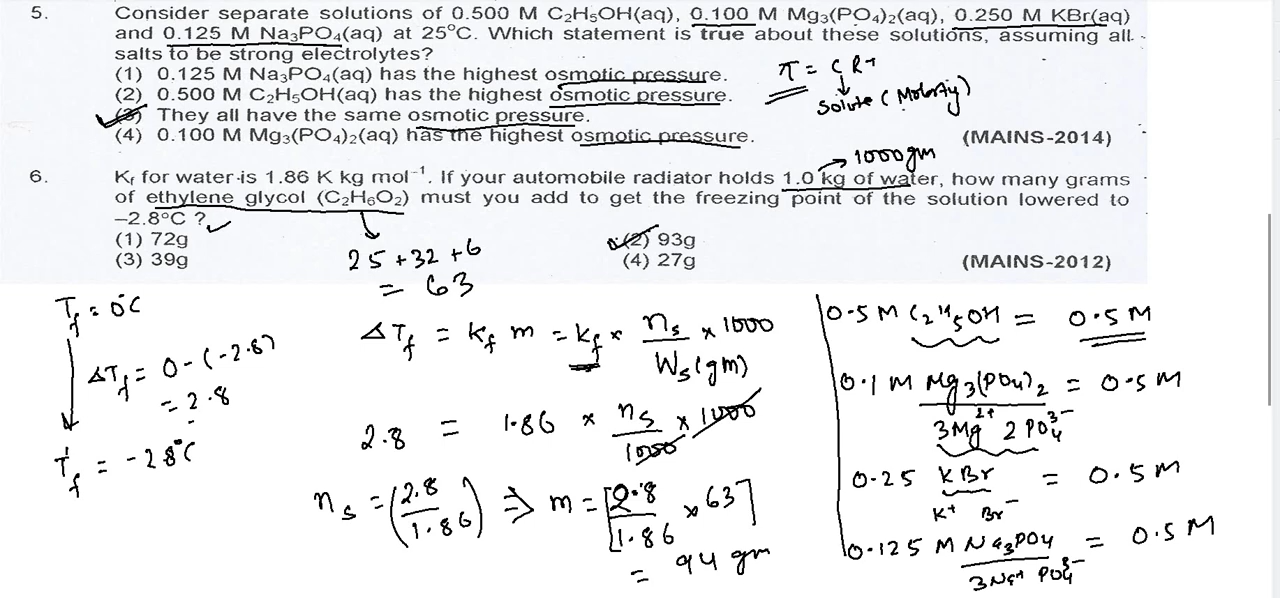 5. Consider separate solutions of 0.500 M C₂H₅OH(aq), 0.100 M Mg₃(PO₄)₂(aq), 0.250 M KBr(aq)
and 0.125 M Na₃PO₄(aq) at 25°C. Which statement is true about these solutions, assuming all
salts to be strong electrolytes?
(1) 0.125 M Na₃PO₄(aq) has the highest osmotic pressure.
(2) 0.500 M C₂H₅OH(aq) has the highest osmotic pressure.
(3) They all have the same osmotic pressure.
(4) 0.100 M Mg₃(PO₄)₂(aq) has the highest osmotic pressure. (MAINS-2014)
π = C R T
Solute (Molarity)
1000 gm
6. Kf for water is 1.86 K kg mol⁻¹. If your automobile radiator holds 1.0 kg of water, how many grams
of ethylene glycol (C₂H₆O₂) must you add to get the freezing point of the solution lowered to
–2.8°C ?
(1) 72g (2) 93g
(3) 39g (4) 27g (MAINS-2012)
25 + 32 + 6
= 63
Tf = 0°C
ΔTf = 0 - (-2.8)
= 2.8
T'f = -2.8°C
ΔTf = Kf m = Kf × ns/Ws(gm) × 1000
2.8 = 1.86 × ns/1000 × 1000
ns = (2.8/1.86) ⇒ m = [2.8/1.86 × 63]
= 94 gm
0.5 M C₂H₅OH = 0.5 M
0.1 M Mg₃(PO₄)₂ = 0.5 M
3Mg²⁺ 2PO₄³⁻
0.25 KBr = 0.5 M
K⁺ Br⁻
0.125 M Na₃PO₄ = 0.5 M
3Na⁺ PO₄³⁻